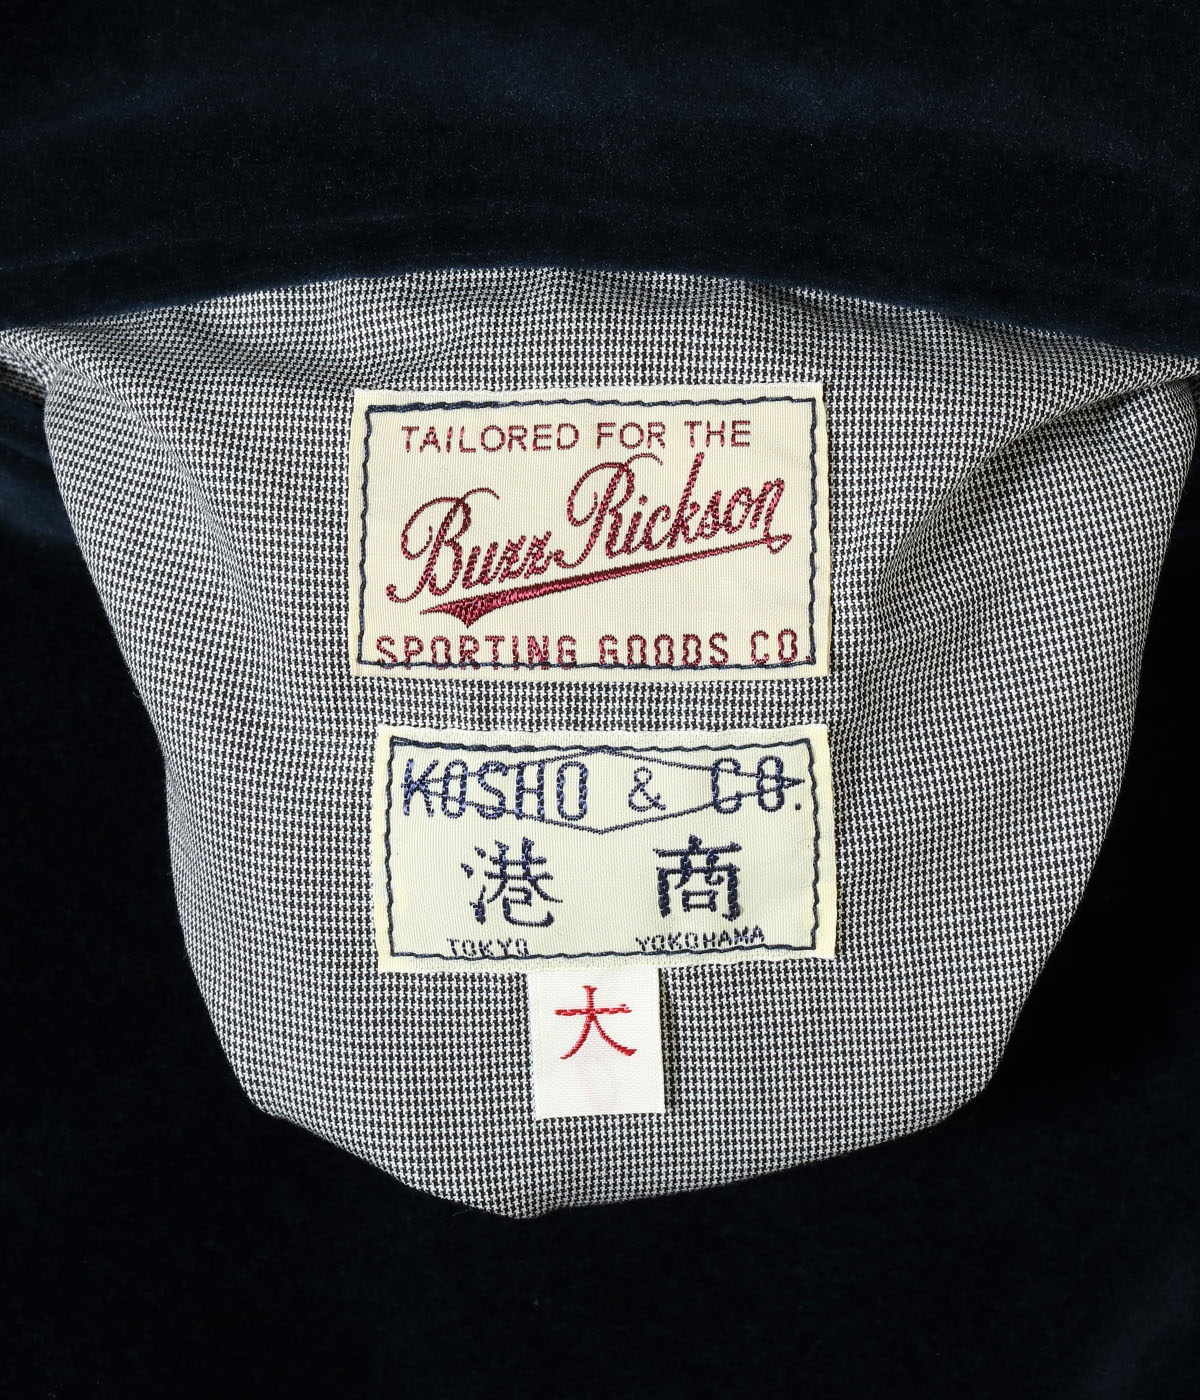 TAILORED FOR THE
Buzz Rickson
SPORTING GOODS CO.
KOSHO & CO.
港 商
TOKYO YOKOHAMA
大